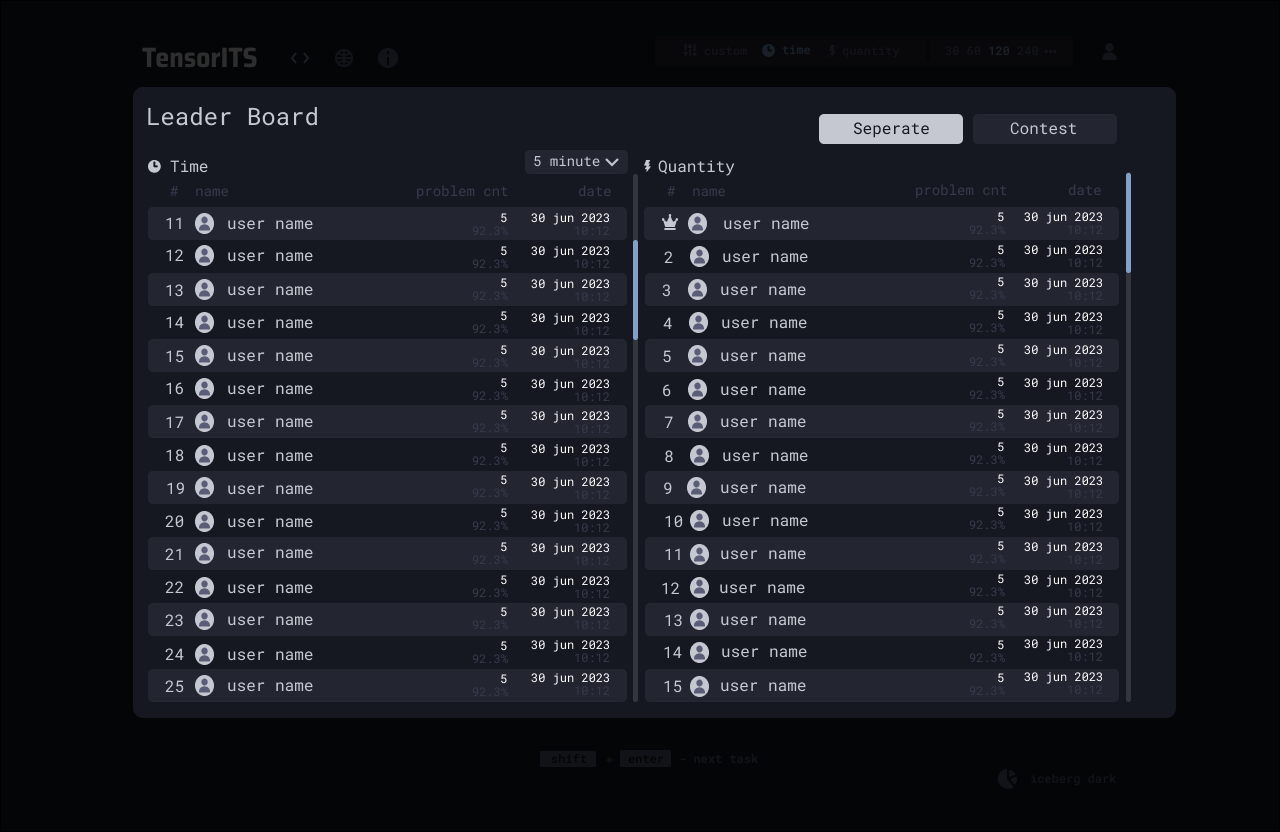 TensorITS custom time quantity 30 60 120 240
Leader Board
Seperate Contest
Time 5 minute
# name problem cnt date
11 user name 5 30 jun 2023
92.3% 10:12
12 user name 5 30 jun 2023
92.3% 10:12
13 user name 5 30 jun 2023
92.3% 10:12
14 user name 5 30 jun 2023
92.3% 10:12
15 user name 5 30 jun 2023
92.3% 10:12
16 user name 5 30 jun 2023
92.3% 10:12
17 user name 5 30 jun 2023
92.3% 10:12
18 user name 5 30 jun 2023
92.3% 10:12
19 user name 5 30 jun 2023
92.3% 10:12
20 user name 5 30 jun 2023
92.3% 10:12
21 user name 5 30 jun 2023
92.3% 10:12
22 user name 5 30 jun 2023
92.3% 10:12
23 user name 5 30 jun 2023
92.3% 10:12
24 user name 5 30 jun 2023
92.3% 10:12
25 user name 5 30 jun 2023
92.3% 10:12
Quantity
# name problem cnt date
user name 5 30 jun 2023
92.3% 10:12
2 user name 5 30 jun 2023
92.3% 10:12
3 user name 5 30 jun 2023
92.3% 10:12
4 user name 5 30 jun 2023
92.3% 10:12
5 user name 5 30 jun 2023
92.3% 10:12
6 user name 5 30 jun 2023
92.3% 10:12
7 user name 5 30 jun 2023
92.3% 10:12
8 user name 5 30 jun 2023
92.3% 10:12
9 user name 5 30 jun 2023
92.3% 10:12
10 user name 5 30 jun 2023
92.3% 10:12
11 user name 5 30 jun 2023
92.3% 10:12
12 user name 5 30 jun 2023
92.3% 10:12
13 user name 5 30 jun 2023
92.3% 10:12
14 user name 5 30 jun 2023
92.3% 10:12
15 user name 5 30 jun 2023
92.3% 10:12
shift + enter - next task
iceberg dark